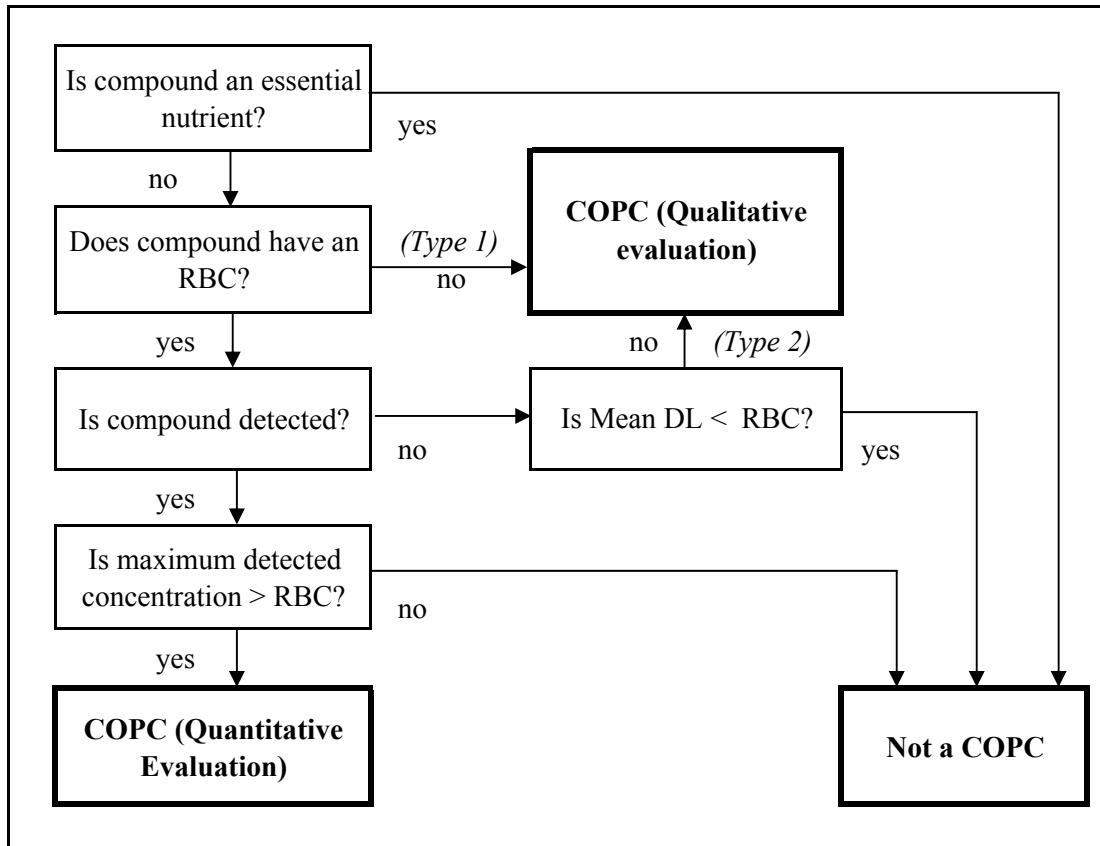 Is compound an essential
nutrient?
yes
no
Does compound have an
RBC?
(Type 1)
no
COPC (Qualitative
evaluation)
yes
no
(Type 2)
Is compound detected?
no
Is Mean DL < RBC?
yes
yes
Is maximum detected
concentration > RBC?
no
yes
COPC (Quantitative
Evaluation)
Not a COPC